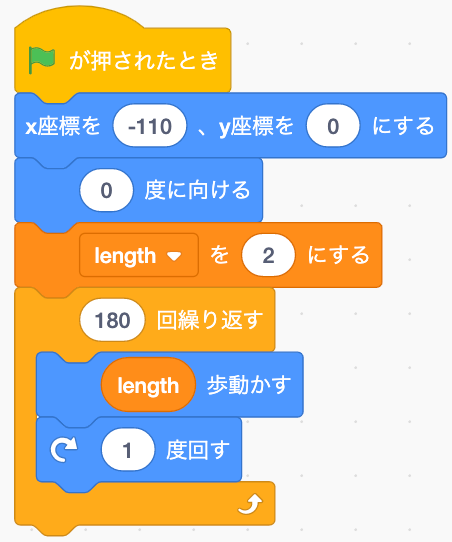 が押されたとき
x座標を -110 、y座標を 0 にする
0 度に向ける
length を 2 にする
180 回繰り返す
length 歩動かす
1 度回す